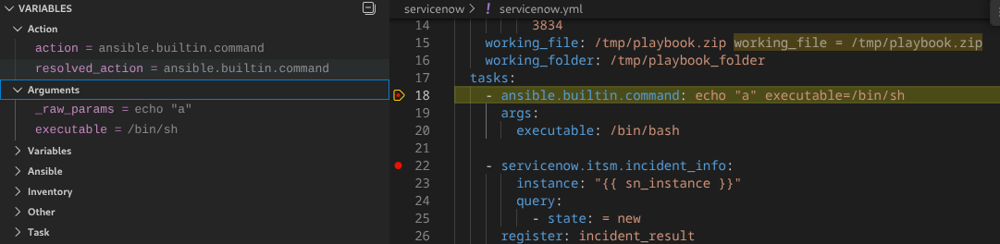 VARIABLES
Action
action = ansible.builtin.command
resolved_action = ansible.builtin.command
Arguments
_raw_params = echo "a"
executable = /bin/sh
Variables
Ansible
Inventory
Other
Task
servicenow > ! servicenow.yml
14 3834
15 working_file: /tmp/playbook.zip working_file = /tmp/playbook.zip
16 working_folder: /tmp/playbook_folder
17 tasks:
18 - ansible.builtin.command: echo "a" executable=/bin/sh
19 args:
20 executable: /bin/bash
21
22 - servicenow.itsm.incident_info:
23 instance: "{{ sn_instance }}"
24 query:
25 - state: = new
26 register: incident_result